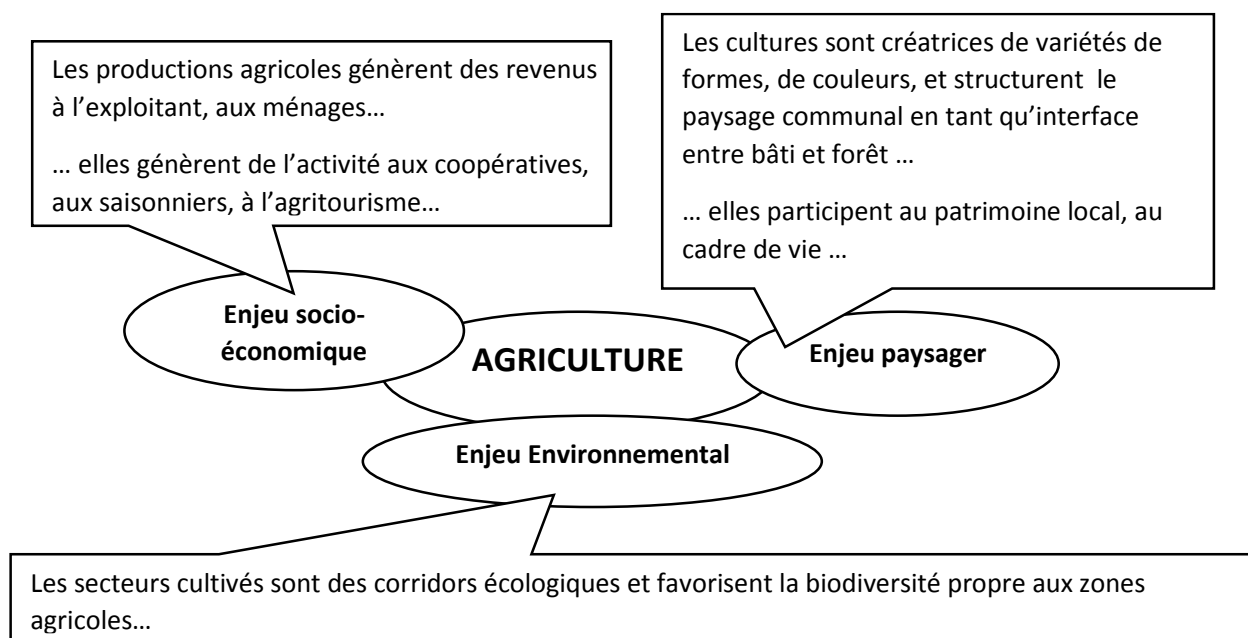 Les productions agricoles génèrent des revenus
à l’exploitant, aux ménages…
… elles génèrent de l’activité aux coopératives,
aux saisonniers, à l’agritourisme…
Les cultures sont créatrices de variétés de
formes, de couleurs, et structurent le
paysage communal en tant qu’interface
entre bâti et forêt …
… elles participent au patrimoine local, au
cadre de vie …
Enjeu socio-
économique
AGRICULTURE
Enjeu paysager
Enjeu Environnemental
Les secteurs cultivés sont des corridors écologiques et favorisent la biodiversité propre aux zones
agricoles…